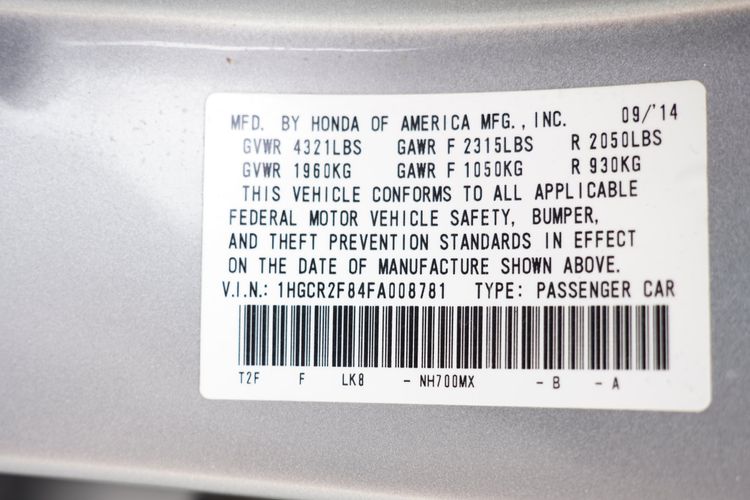 MFD. BY HONDA OF AMERICA MFG., INC. 09/'14
GVWR 4321LBS GAWR F 2315LBS R 2050LBS
GVWR 1960KG GAWR F 1050KG R 930KG
THIS VEHICLE CONFORMS TO ALL APPLICABLE
FEDERAL MOTOR VEHICLE SAFETY, BUMPER,
AND THEFT PREVENTION STANDARDS IN EFFECT
ON THE DATE OF MANUFACTURE SHOWN ABOVE.
V.I.N.: 1HGCR2F84FA008781 TYPE: PASSENGER CAR
T2F F LK8 - NH700MX - B - A